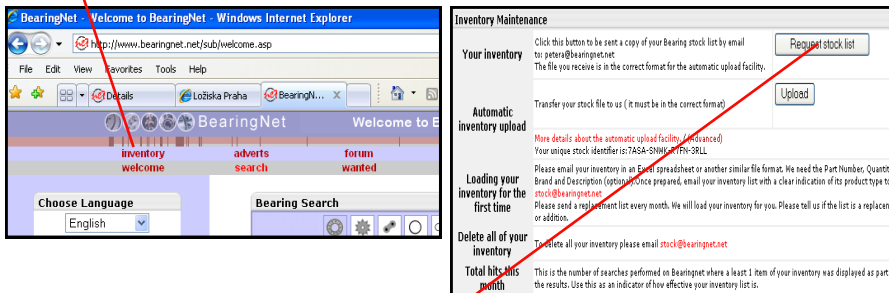 BearingNet - Welcome to BearingNet - Windows Internet Explorer
http://www.bearingnet.net/sub/welcome.asp
File Edit View Favorites Tools Help
Details Ložiska Praha BearingN...
BearingNet Welcome to
inventory adverts forum
welcome search wanted
Choose Language
English
Bearing Search
Inventory Maintenance
Your inventory
Click this button to be sent a copy of your Bearing stock list by email
to: petera@bearingnet.net
The file you receive is in the correct format for the automatic upload facility.
Request stock list
Automatic
inventory upload
Transfer your stock file to us ( it must be in the correct format)
Upload
More details about the automatic upload facility. (Advanced)
Your unique stock identifier is:7ASA-SNWK-R7FN-3RLL
Loading your
inventory for the
first time
Please email your inventory in an Excel spreadsheet or another similar file format. We need the Part Number, Quantit
Brand and Description (optional).Once prepared, email your inventory list with a clear indication of its product type to
stock@bearingnet.net
Please send a replacement list every month. We will load your inventory for you. Please tell us if the list is a replacen
or addition.
Delete all of your
inventory
To delete all your inventory please email stock@bearingnet.net
Total hits this
month
This is the number of searches performed on Bearingnet where a least 1 item of your inventory was displayed as part
the results. Use this as an indicator of how effective your inventory list is.